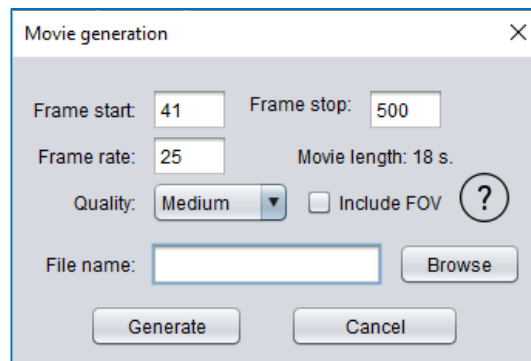 Movie generation
Frame start: 41 Frame stop: 500
Frame rate: 25 Movie length: 18 s.
Quality: Medium Include FOV ?
File name: Browse
Generate Cancel